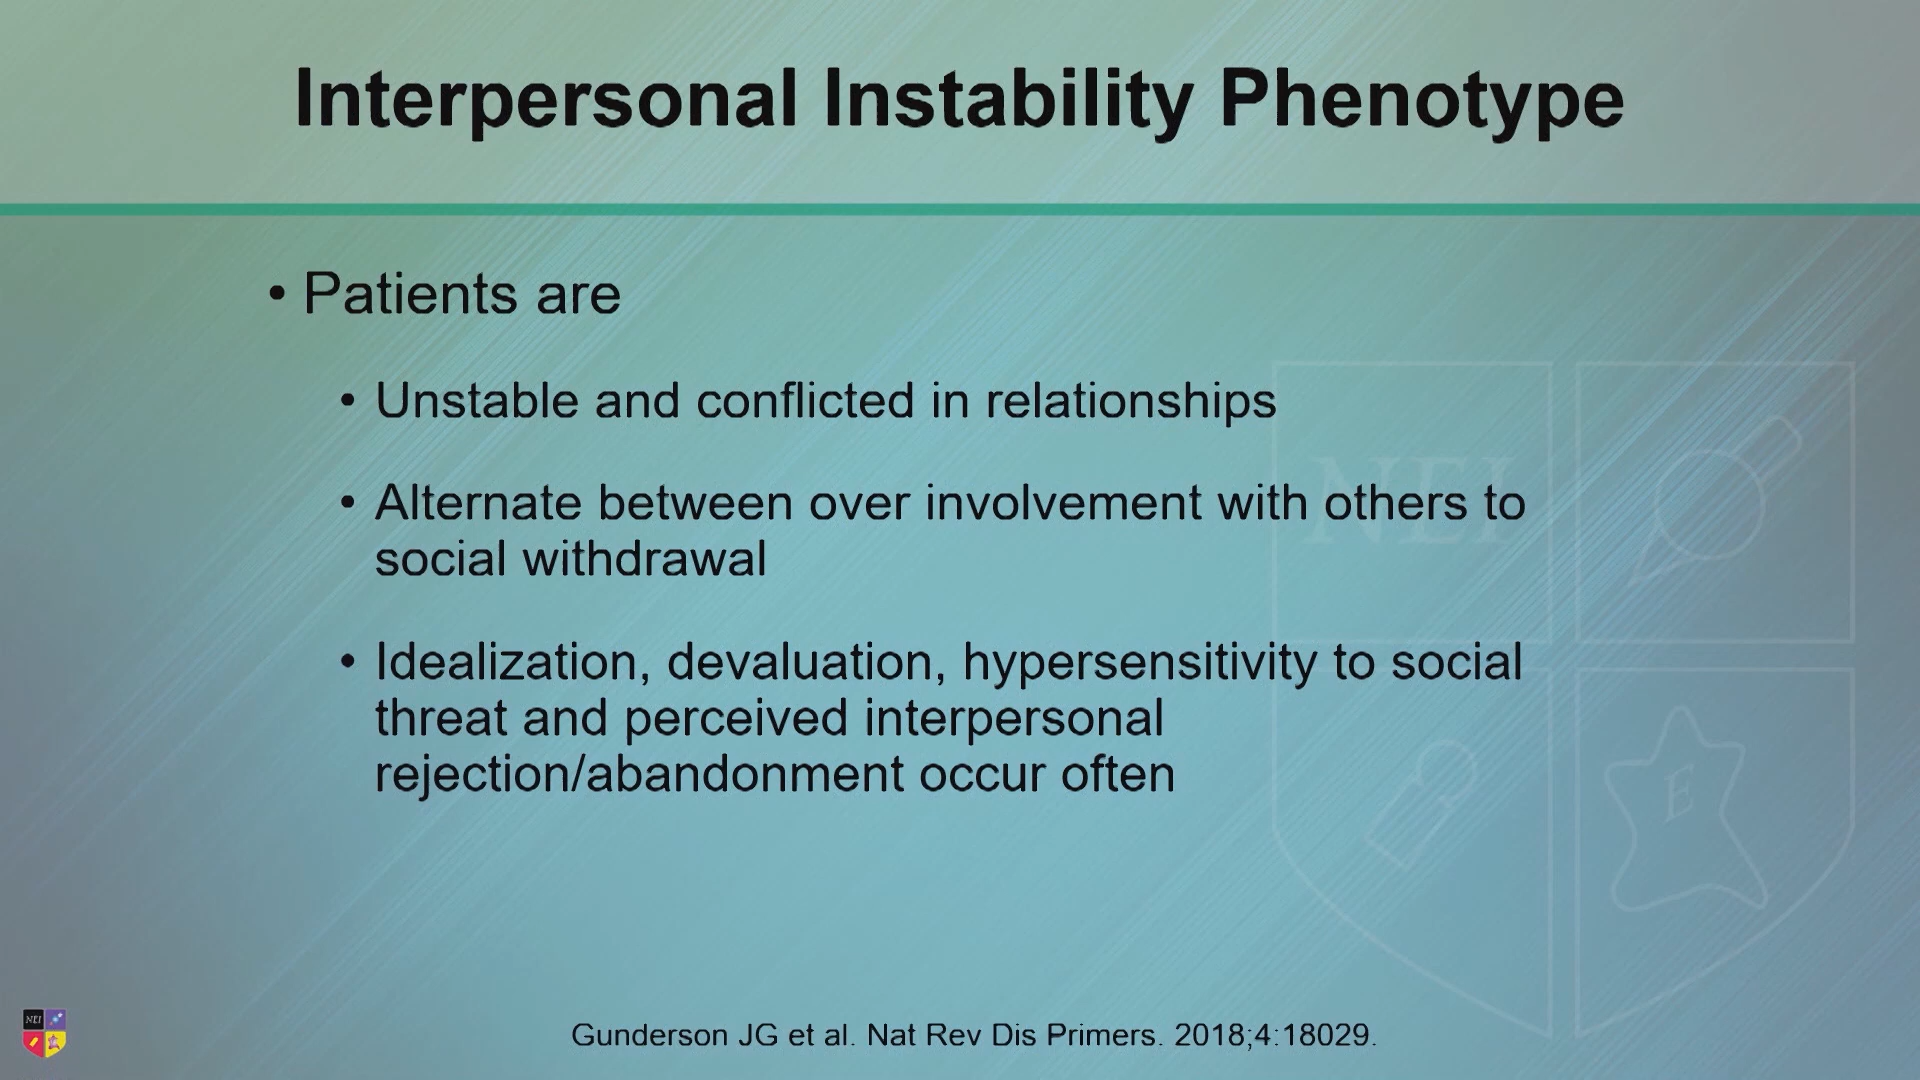 Interpersonal Instability Phenotype
• Patients are
• Unstable and conflicted in relationships
• Alternate between over involvement with others to
social withdrawal
• Idealization, devaluation, hypersensitivity to social
threat and perceived interpersonal
rejection/abandonment occur often
NEI
E
NEI
Gunderson JG et al. Nat Rev Dis Primers. 2018;4:18029.